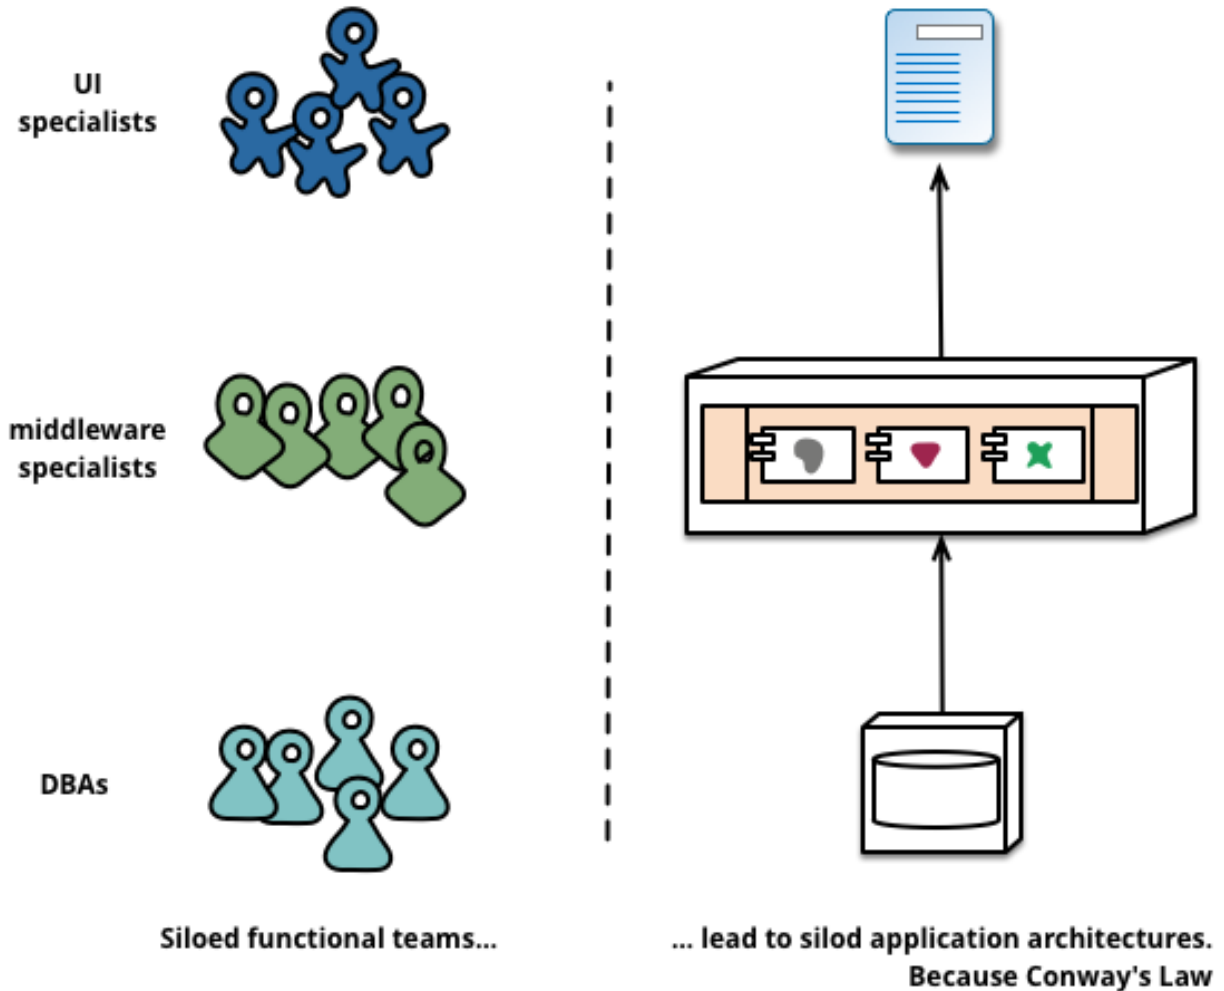 UI
specialists
middleware
specialists
DBAs
Siloed functional teams...
... lead to silod application architectures.
Because Conway's Law